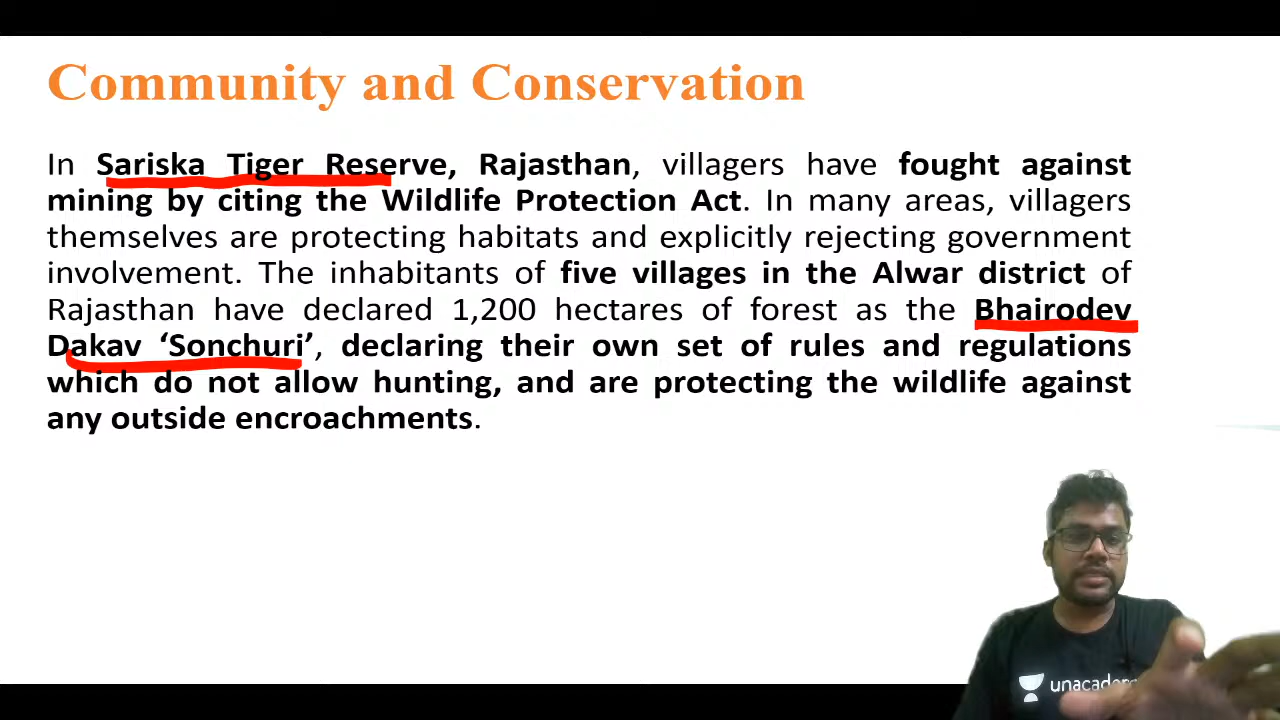 Community and Conservation
In Sariska Tiger Reserve, Rajasthan, villagers have fought against
mining by citing the Wildlife Protection Act. In many areas, villagers
themselves are protecting habitats and explicitly rejecting government
involvement. The inhabitants of five villages in the Alwar district of
Rajasthan have declared 1,200 hectares of forest as the Bhairodev
Dakav ‘Sonchuri’, declaring their own set of rules and regulations
which do not allow hunting, and are protecting the wildlife against
any outside encroachments.